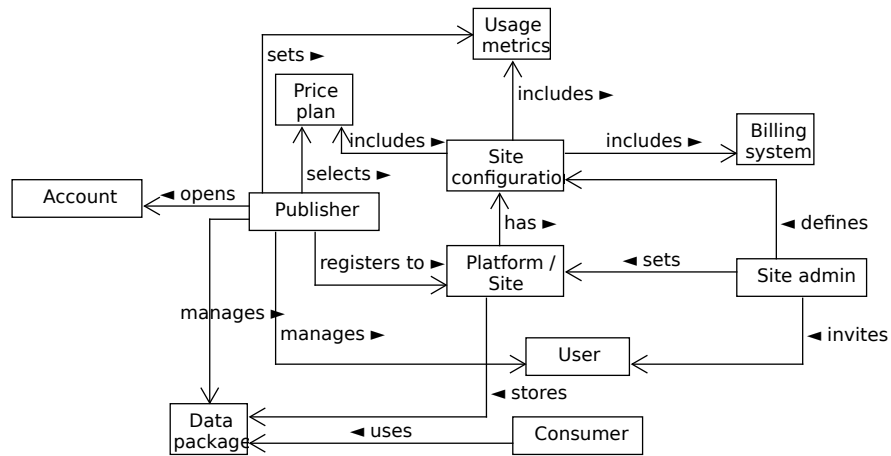 Usage
metrics
sets ►
Price
plan
includes ►
Billing
system
includes ►
includes ►
Site
configuration
selects ►
Account
◄ opens
Publisher
has ►
◄ defines
registers to ►
Platform /
Site
◄ sets
Site admin
manages ►
manages ►
◄ invites
User
◄ stores
Data
package
◄ uses
Consumer